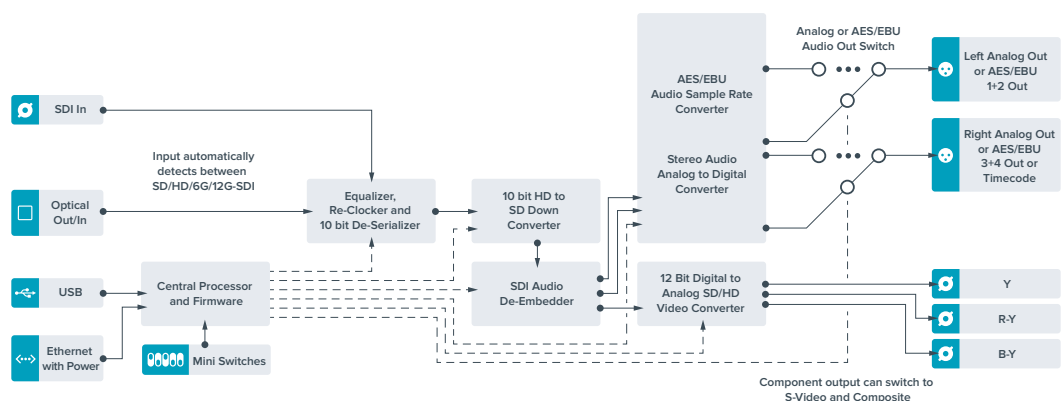 SDI In
Optical
Out/In
USB
Ethernet
with Power
Input automatically
detects between
SD/HD/6G/12G-SDI
Central Processor
and Firmware
Mini Switches
Equalizer,
Re-Clocker and
10 bit De-Serializer
10 bit HD to
SD Down
Converter
SDI Audio
De-Embedder
AES/EBU
Audio Sample Rate
Converter
Stereo Audio
Analog to Digital
Converter
12 Bit Digital to
Analog SD/HD
Video Converter
Analog or AES/EBU
Audio Out Switch
Left Analog Out
or AES/EBU
1+2 Out
Right Analog Out
or AES/EBU
3+4 Out or
Timecode
Y
R-Y
B-Y
Component output can switch to
S-Video and Composite